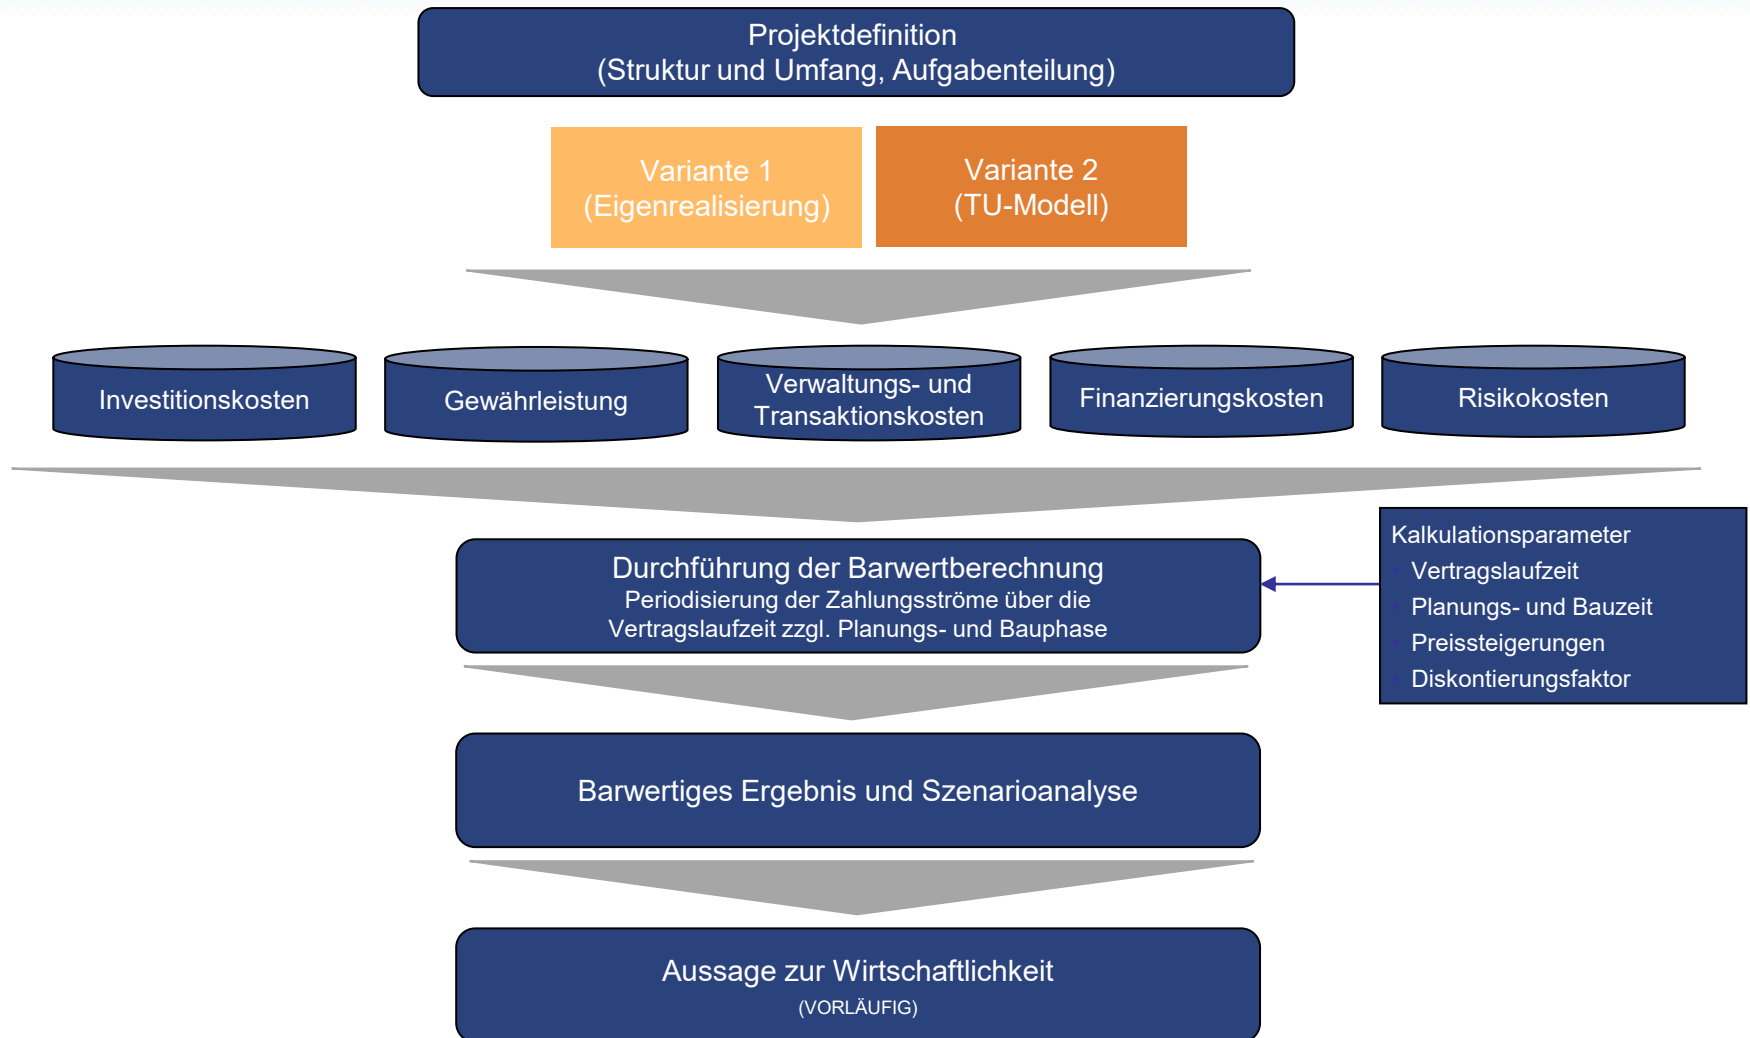 Projektdefinition
(Struktur und Umfang, Aufgabenteilung)
Variante 1
(Eigenrealisierung)
Variante 2
(TU-Modell)
Investitionskosten
Gewährleistung
Verwaltungs- und
Transaktionskosten
Finanzierungskosten
Risikokosten
Durchführung der Barwertberechnung
Periodisierung der Zahlungsströme über die
Vertragslaufzeit zzgl. Planungs- und Bauphase
Kalkulationsparameter
Vertragslaufzeit
Planungs- und Bauzeit
Preissteigerungen
Diskontierungsfaktor
Barwertiges Ergebnis und Szenarioanalyse
Aussage zur Wirtschaftlichkeit
(VORLÄUFIG)